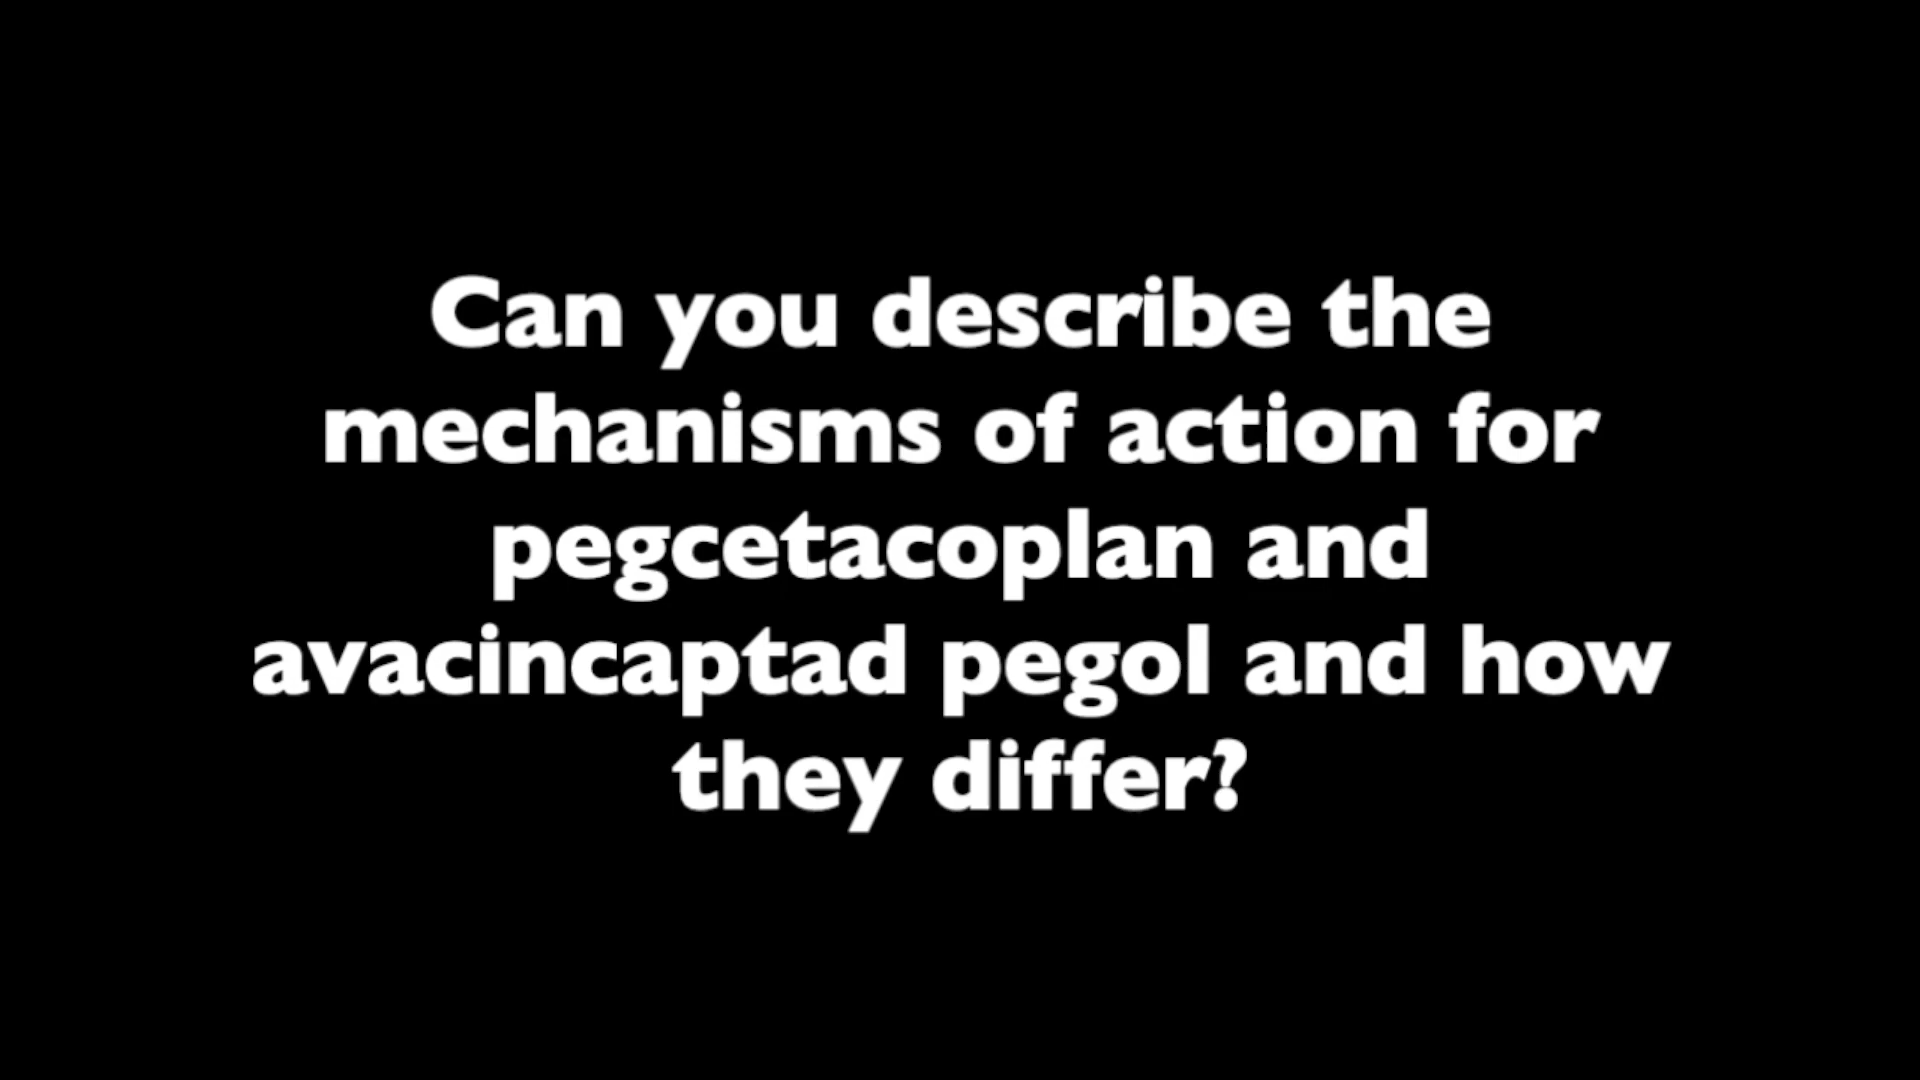 Can you describe the
mechanisms of action for
pegcetacoplan and
avacincaptad pegol and how
they differ?